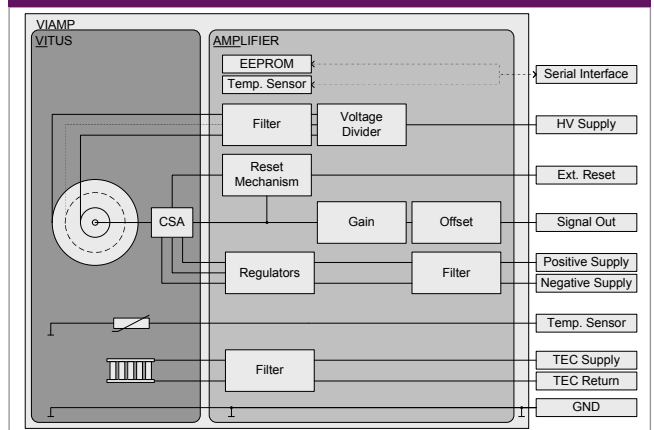 VIAMP
VITUS
AMPLIFIER
EEPROM
Temp. Sensor
Serial Interface
Filter
Voltage
Divider
HV Supply
Reset
Mechanism
Ext. Reset
CSA
Gain
Offset
Signal Out
Regulators
Filter
Positive Supply
Negative Supply
Temp. Sensor
Filter
TEC Supply
TEC Return
GND